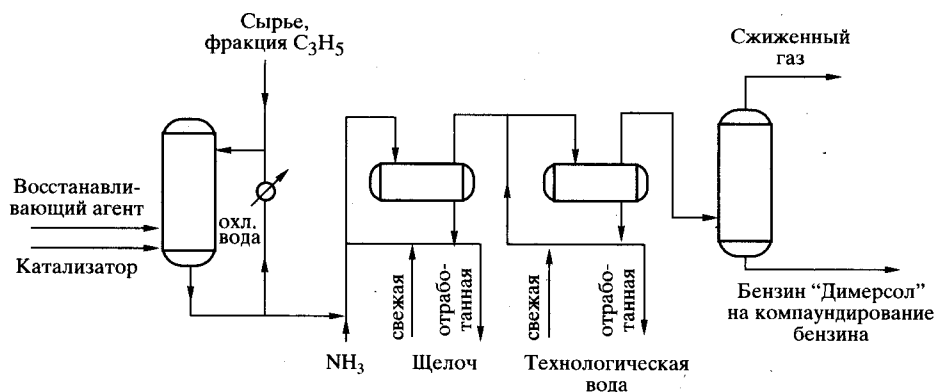 Сырье,
фракция C₃H₅
Сжиженный
газ
Восстанавли-
вающий агент
охл.
вода
Катализатор
свежая
отрабо-
танная
свежая
отрабо-
танная
NH₃
Щелоч
Технологическая
вода
Бензин “Димерсол”
на компаундирование
бензина